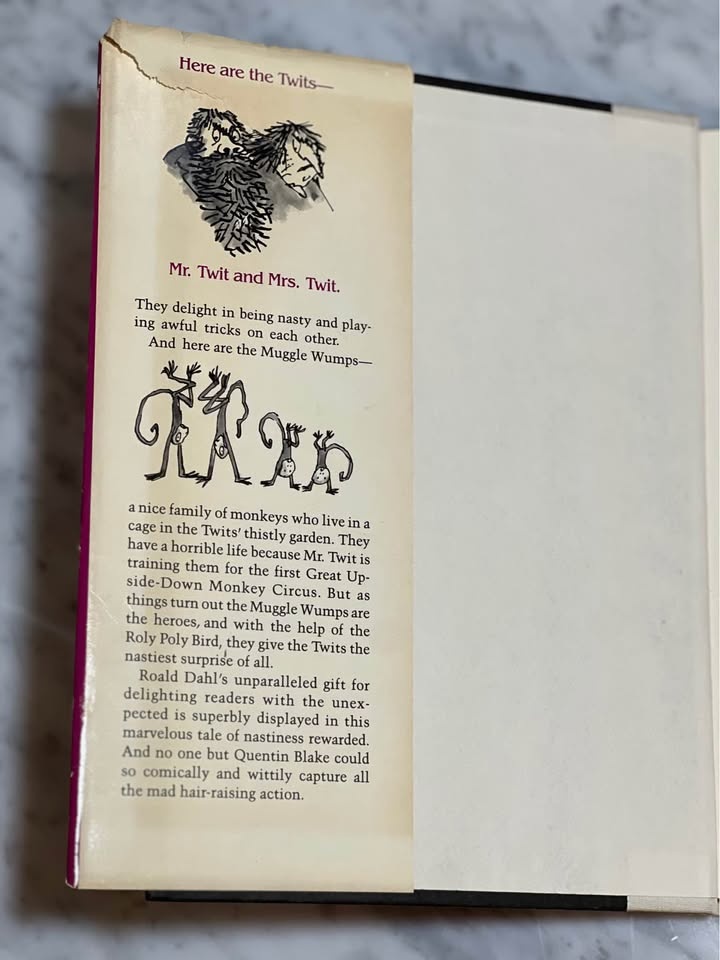 Here are the Twits—
Mr. Twit and Mrs. Twit.
They delight in being nasty and play-
ing awful tricks on each other.
And here are the Muggle Wumps—
a nice family of monkeys who live in a
cage in the Twits' thistly garden. They
have a horrible life because Mr. Twit is
training them for the first Great Up-
side-Down Monkey Circus. But as
things turn out the Muggle Wumps are
the heroes, and with the help of the
Roly Poly Bird, they give the Twits the
nastiest surprise of all.
Roald Dahl's unparalleled gift for
delighting readers with the unex-
pected is superbly displayed in this
marvelous tale of nastiness rewarded.
And no one but Quentin Blake could
so comically and wittily capture all
the mad hair-raising action.